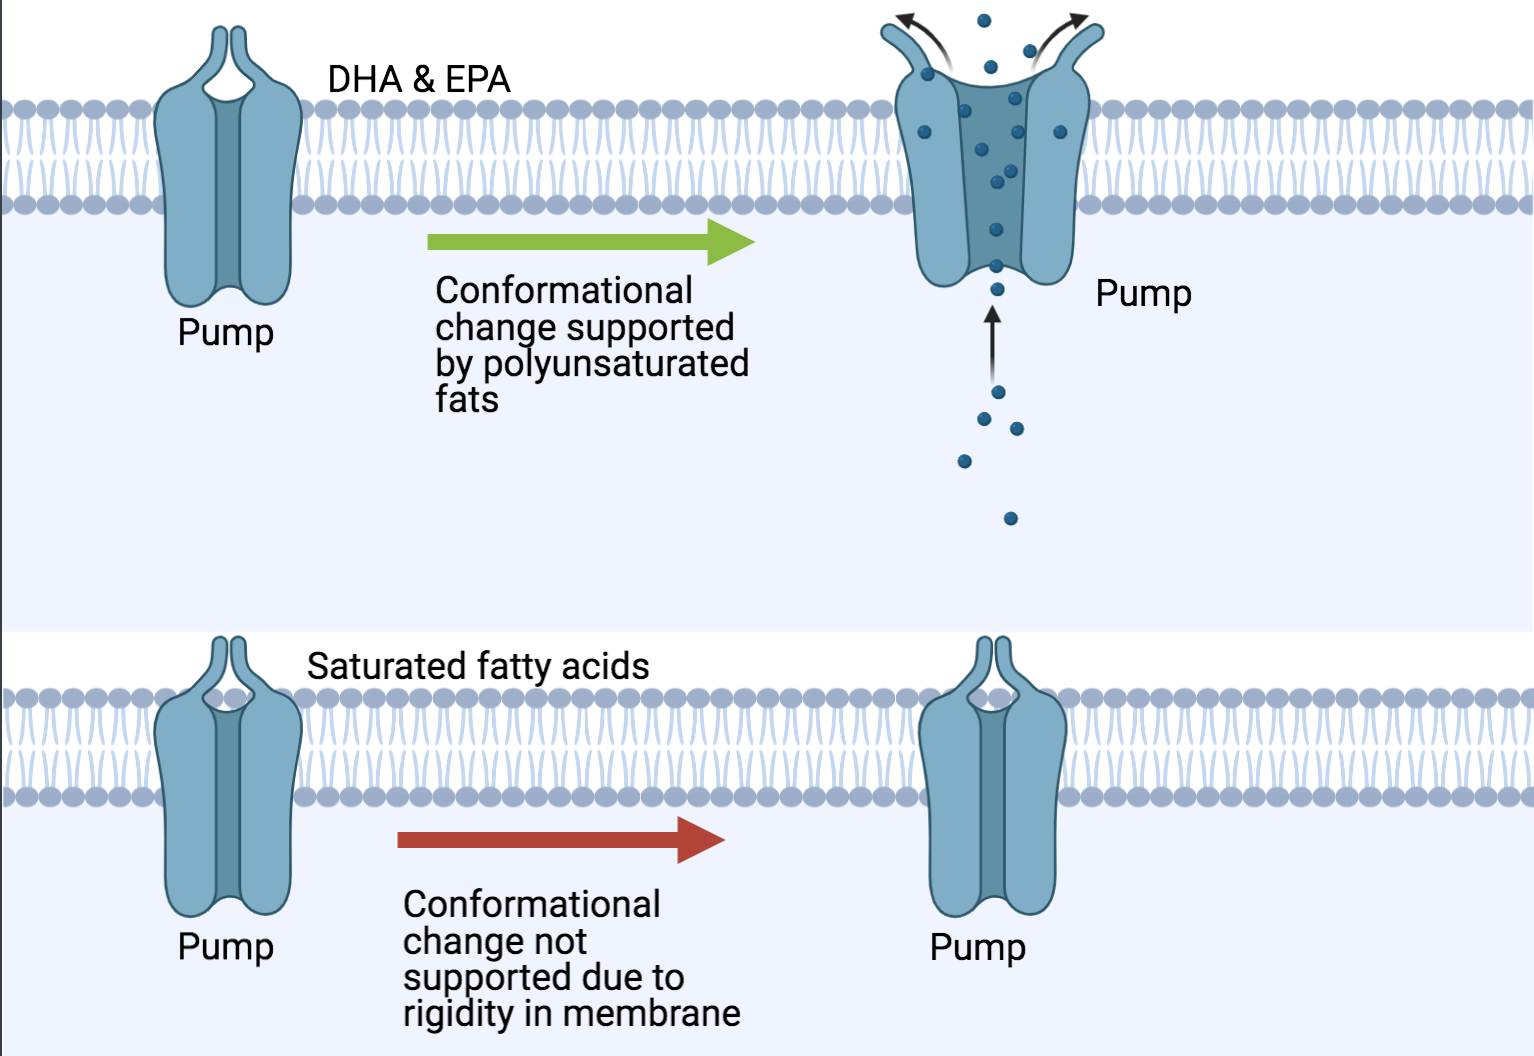 DHA & EPA
Pump
Conformational
change supported
by polyunsaturated
fats
Pump
Saturated fatty acids
Pump
Conformational
change not
supported due to
rigidity in membrane
Pump